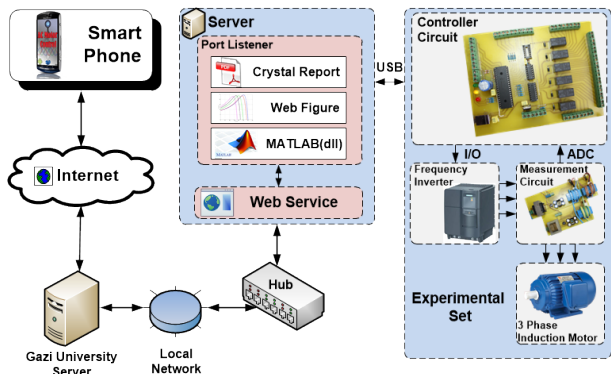 Smart
Phone
Internet
Gazi University
Server
Local
Network
Hub
Server
Port Listener
PDF
Crystal Report
Web Figure
MATLAB(dll)
Web Service
USB
Controller
Circuit
I/O
ADC
Frequency
Inverter
Measurement
Circuit
Experimental
Set
3 Phase
Induction Motor